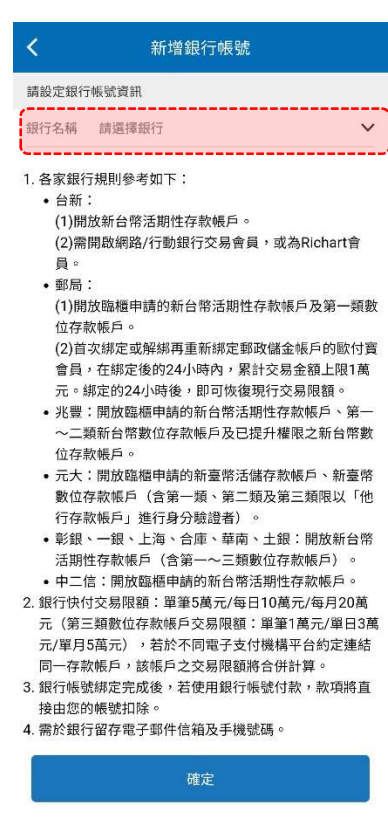 新增銀行帳號
請設定銀行帳號資訊
銀行名稱 請選擇銀行
1. 各家銀行規則參考如下：
• 台新：
(1)開放新台幣活期性存款帳戶。
(2)需開啟網路/行動銀行交易會員，或為Richart會
員。
• 郵局：
(1)開放臨櫃申請的新台幣活期性存款帳戶及第一類數
位存款帳戶。
(2)首次綁定或解綁再重新綁定郵政儲金帳戶的歐付寶
會員，在綁定後的24小時內，累計交易金額上限1萬
元。綁定的24小時後，即可恢復現行交易限額。
• 兆豐：開放臨櫃申請的新台幣活期性存款帳戶、第一
～二類新台幣數位存款帳戶及已提升權限之新台幣數
位存款帳戶。
• 元大：開放臨櫃申請的新臺幣活儲存款帳戶、新臺幣
數位存款帳戶（含第一類、第二類及第三類限以「他
行存款帳戶」進行身分驗證者）。
• 彰銀、一銀、上海、合庫、華南、土銀：開放新台幣
活期性存款帳戶（含第一～三類數位存款帳戶）。
• 中二信：開放臨櫃申請的新台幣活期性存款帳戶。
2. 銀行快付交易限額：單筆5萬元/每日10萬元/每月20萬
元（第三類數位帳戶交易限額：單筆1萬元/單日3萬
元/單月5萬元），若於不同電子支付機構平台約定連結
同一存款帳戶，該帳戶之交易限額將合併計算。
3. 銀行帳號綁定完成後，若使用銀行帳號付款，款項將直
接由您的帳號扣除。
4. 需於銀行留存電子郵件信箱及手機號碼。
確定